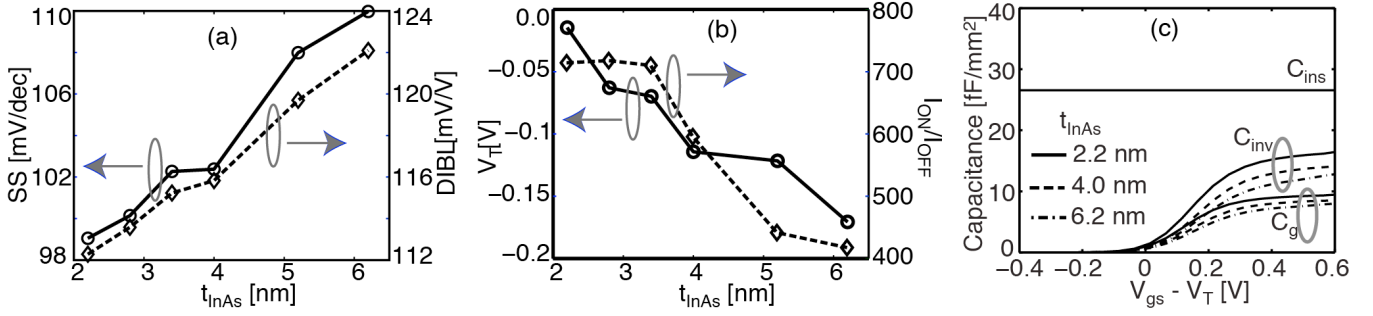 (a)
SS [mV/dec]
110
106
102
98
124
120
116
112
DIBL[mV/V]
2 3 4 5 6
t_InAs [nm]
(b)
V_T[V]
0.0
−0.05
−0.1
−0.15
−0.2
800
700
600
500
400
I_ON/I_OFF
2 3 4 5 6
t_InAs [nm]
(c)
Capacitance [fF/mm²]
40
30
20
10
0
C_ins
t_InAs
2.2 nm
4.0 nm
6.2 nm
C_inv
C_g
−0.4 −0.2 0 0.2 0.4 0.6
V_gs - V_T [V]